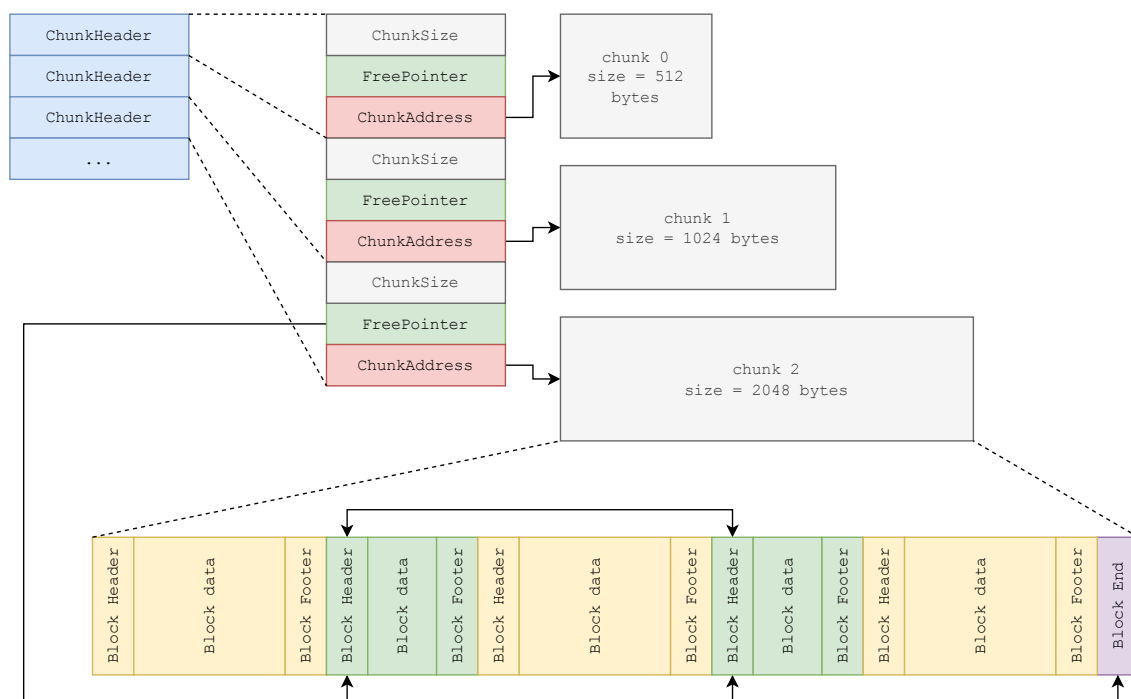 ChunkHeader
ChunkHeader
ChunkHeader
...
ChunkSize
FreePointer
ChunkAddress
ChunkSize
FreePointer
ChunkAddress
ChunkSize
FreePointer
ChunkAddress
chunk 0
size = 512
bytes
chunk 1
size = 1024 bytes
chunk 2
size = 2048 bytes
Block Header
Block data
Block Footer
Block Header
Block data
Block Footer
Block Header
Block data
Block Footer
Block Header
Block data
Block Footer
Block Header
Block data
Block Footer
Block End